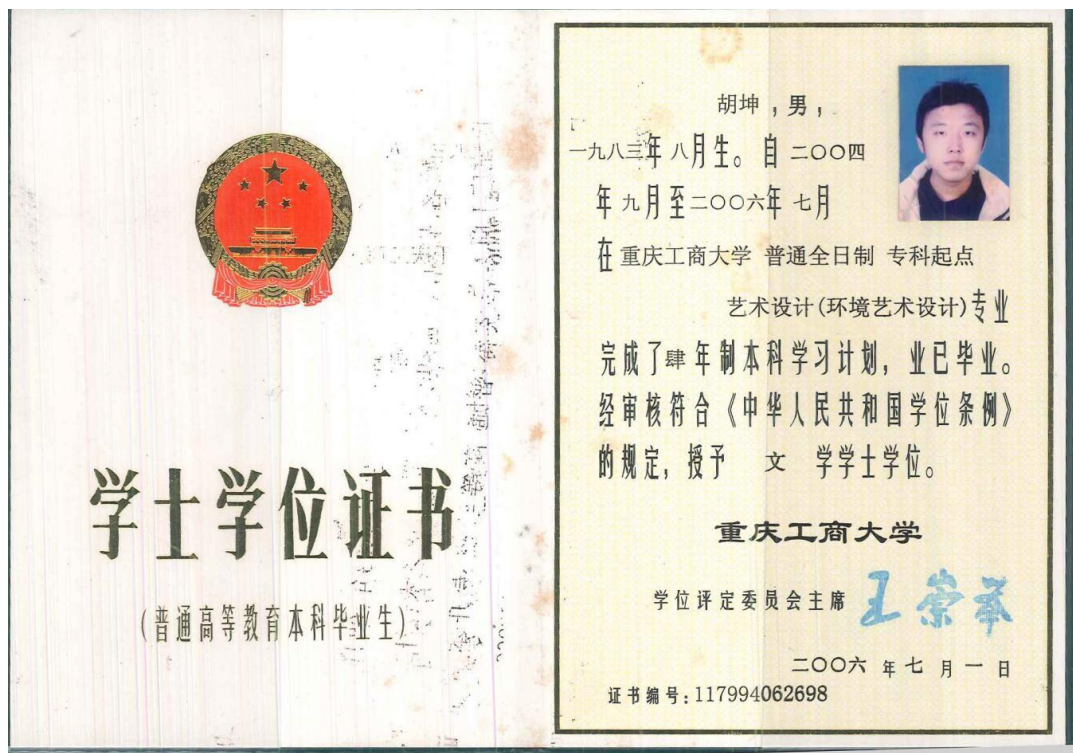 学士学位证书
(普通高等教育本科毕业生)
胡坤,男,
一九八三年 八月生。自 二〇〇四
年 九月至二〇〇六年 七月
在 重庆工商大学 普通全日制 专科起点
艺术设计(环境艺术设计)专业
完成了肆年制本科学习计划,业已毕业。
经审核符合《中华人民共和国学位条例》
的规定,授予 文 学学士学位。
重庆工商大学
学位评定委员会主席 王崇举
二〇〇六 年 七 月 一 日
证书编号:117994062698